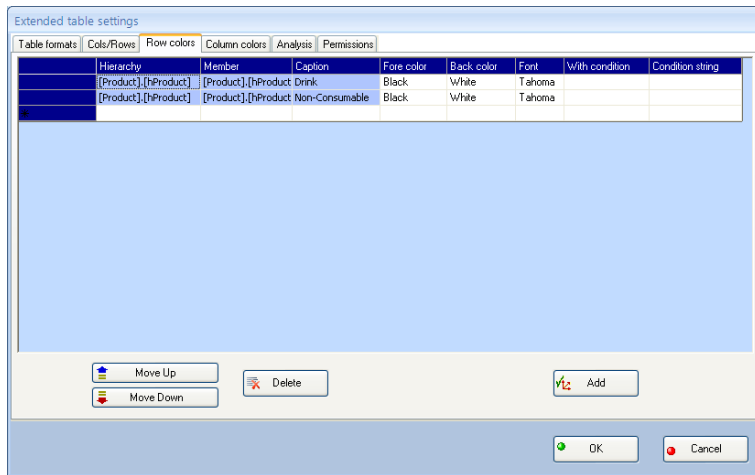 Extended table settings
Table formats Cols/Rows Row colors Column colors Analysis Permissions
Hierarchy Member Caption Fore color Back color Font With condition Condition string
[Product].[hProduct] [Product].[hProduct Drink Black White Tahoma
[Product].[hProduct] [Product].[hProduct Non-Consumable Black White Tahoma
Move Up
Delete
Add
Move Down
OK
Cancel